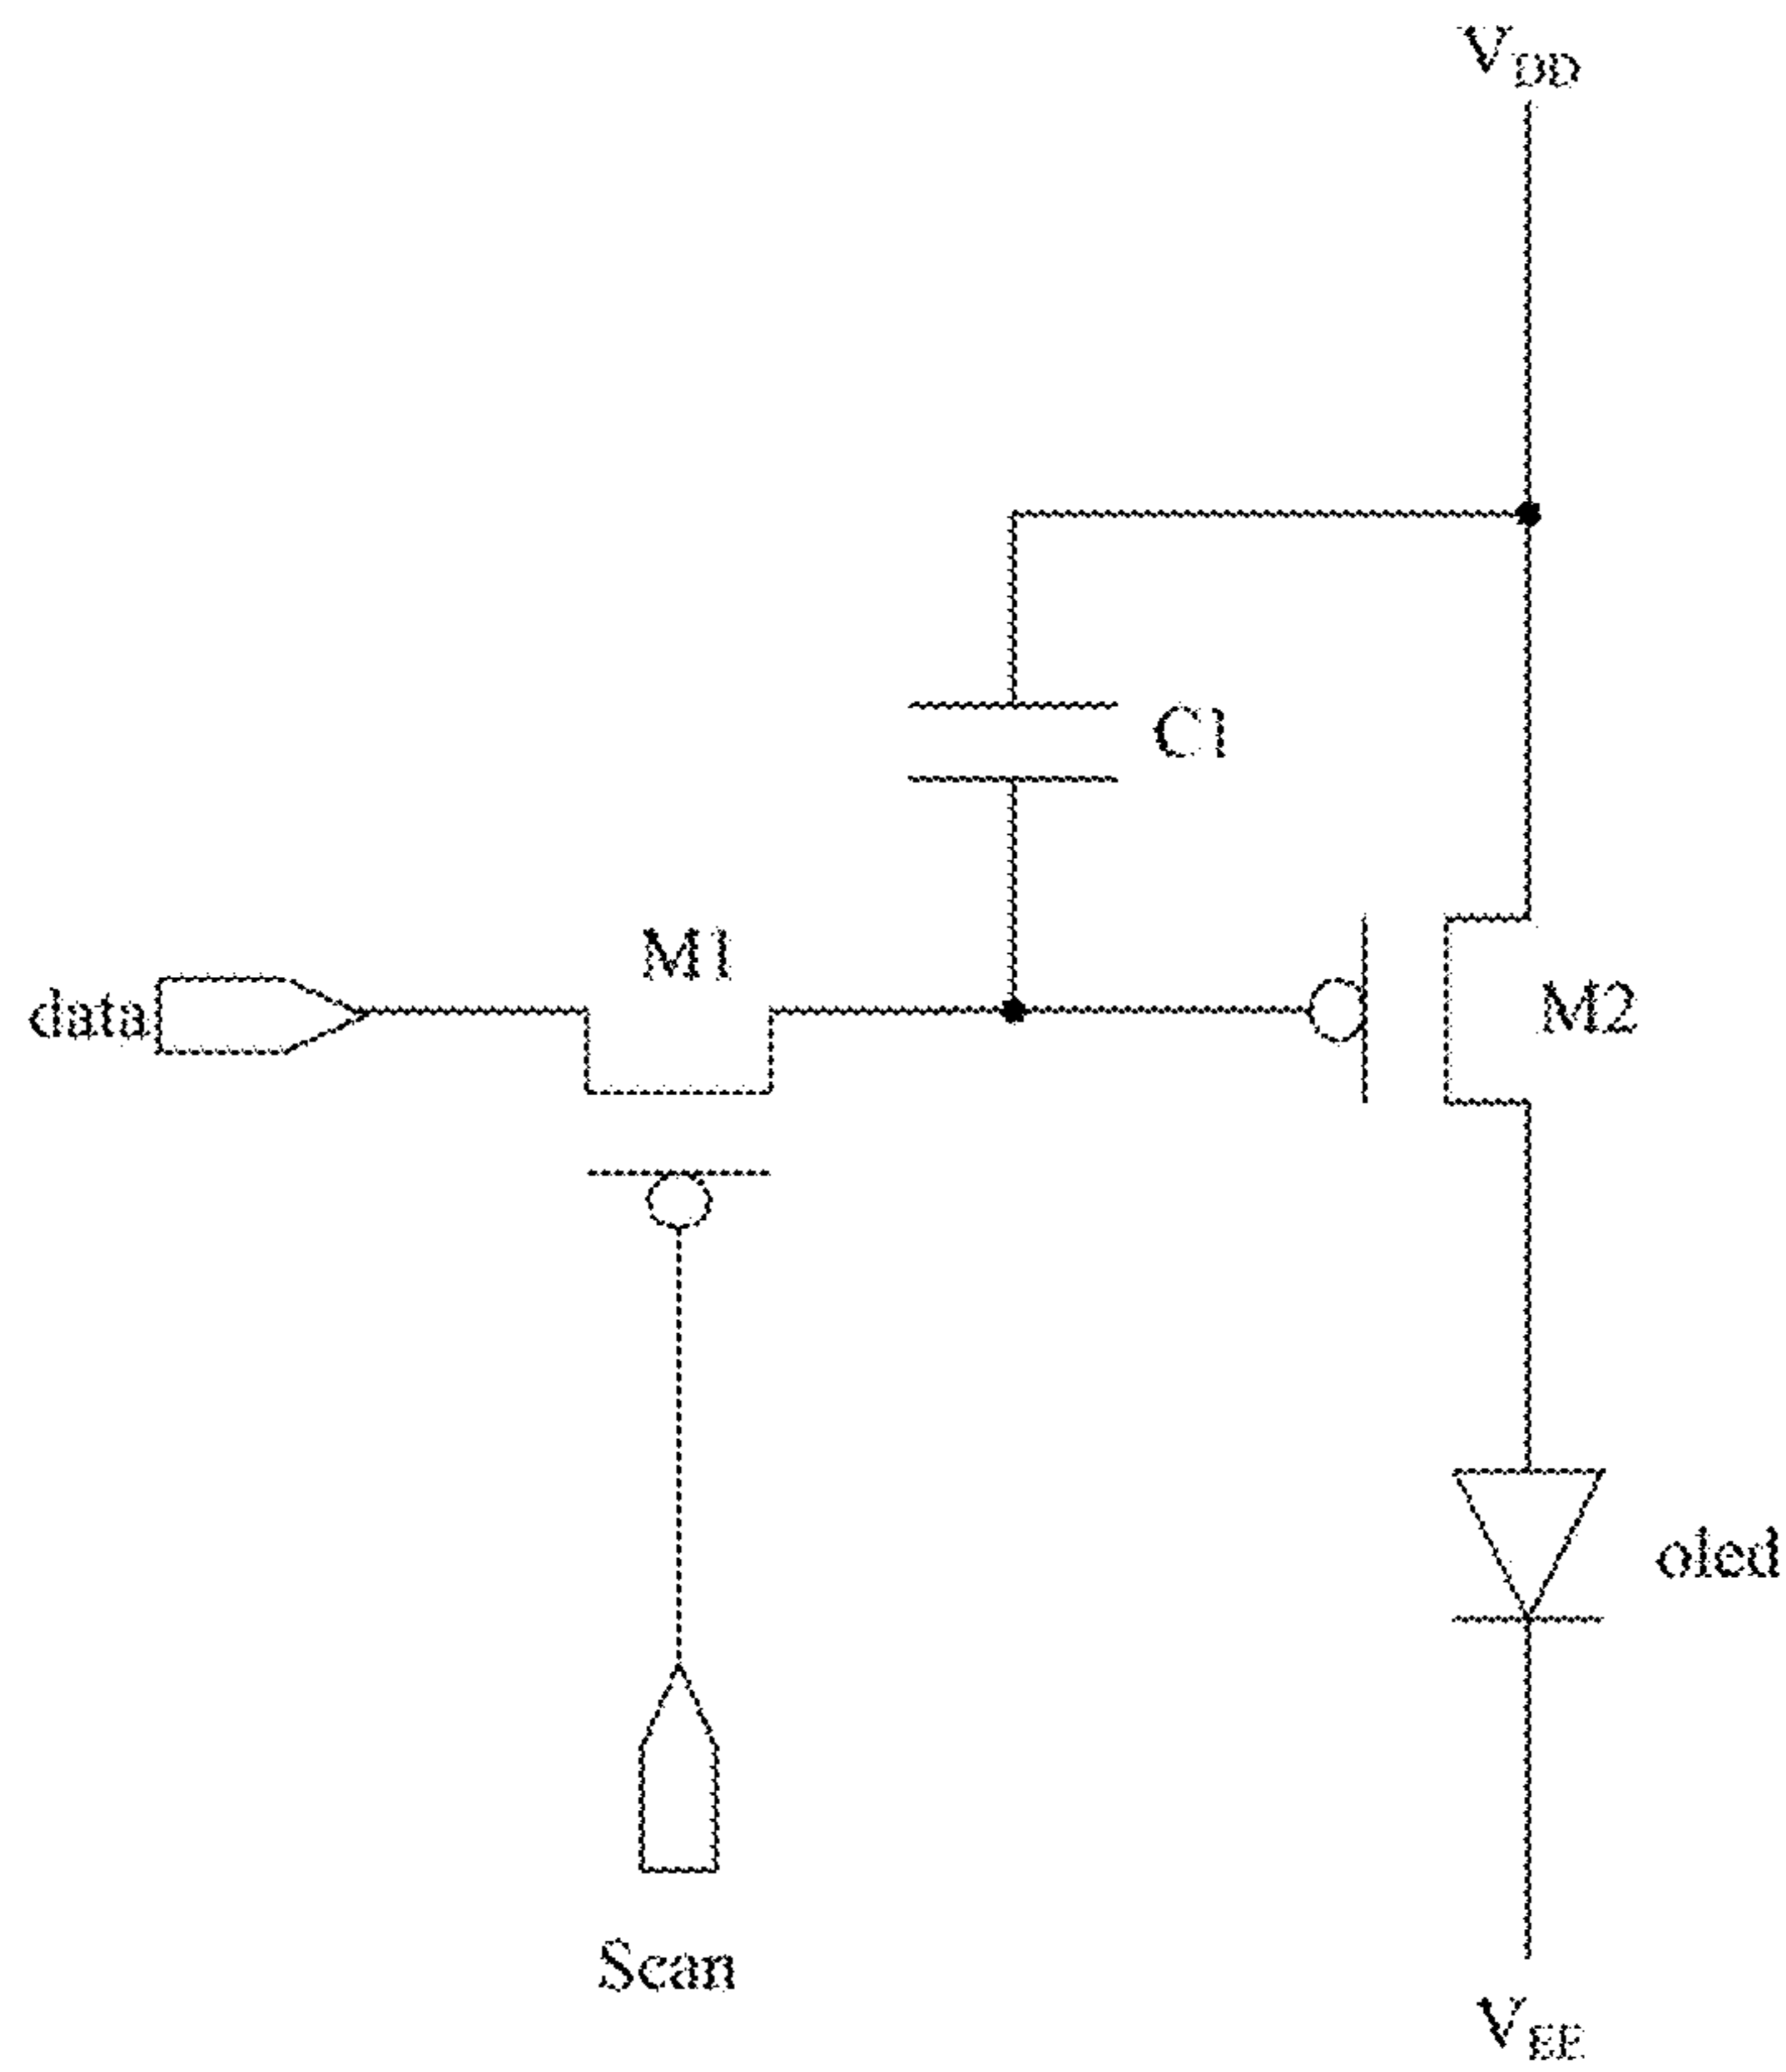 VDD
C1
M1
data
M2
oled
Scan
VEE